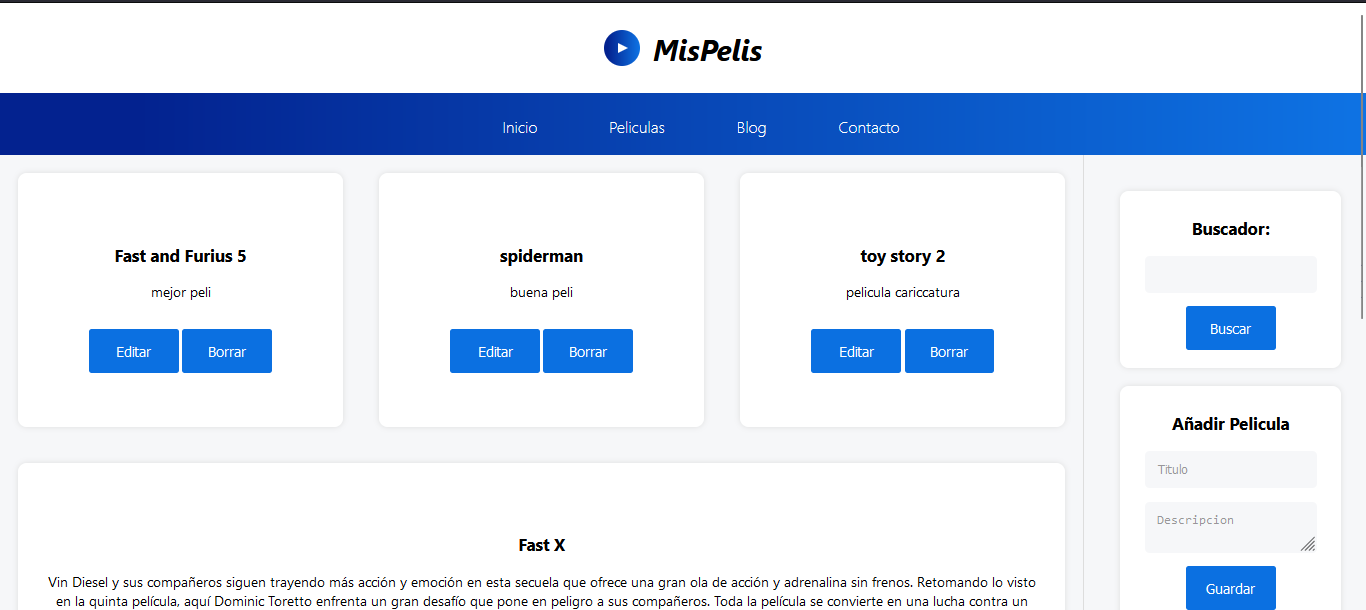 MisPelis
Inicio Peliculas Blog Contacto
Fast and Furius 5
mejor peli
Editar Borrar
spiderman
buena peli
Editar Borrar
toy story 2
pelicula cariccatura
Editar Borrar
Fast X
Vin Diesel y sus compañeros siguen trayendo más acción y emoción en esta secuela que ofrece una gran ola de acción y adrenalina sin frenos. Retomando lo visto
en la quinta película, aquí Dominic Toretto enfrenta un gran desafío que pone en peligro a sus compañeros. Toda la película se convierte en una lucha contra un
Buscador:
Buscar
Añadir Pelicula
Titulo
Descripcion
Guardar